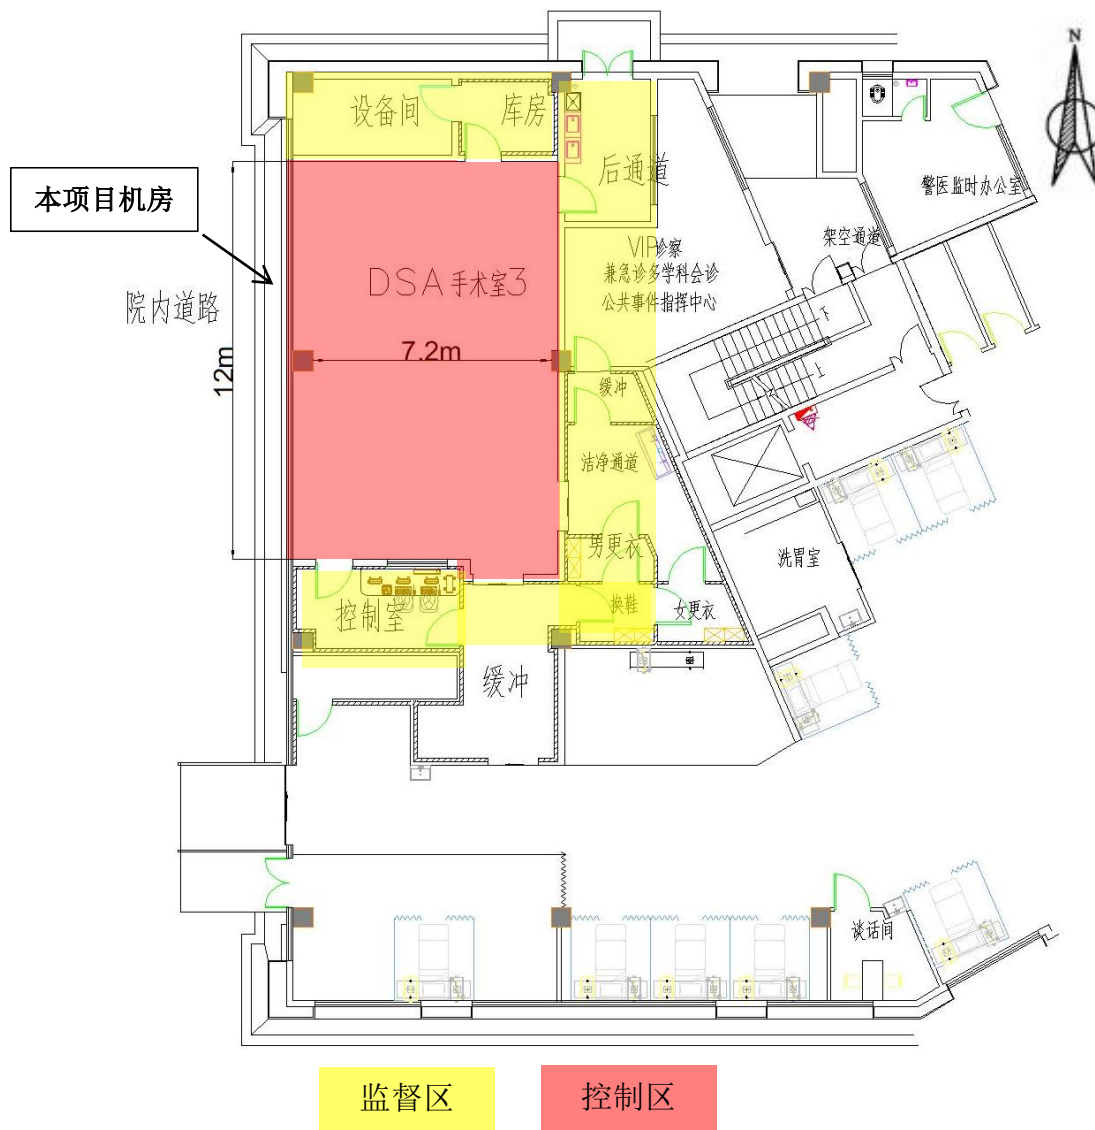 N
设备间
库房
后通道
本项目机房
警医监时办公室
架空通道
VIP诊察
兼急诊多学科会诊
公共事件指挥中心
DSA手术室3
院内道路
7.2m
12m
下
上
缓冲
洁净通道
男更衣
洗胃室
控制室
换鞋
女更衣
缓冲
谈话间
监督区
控制区